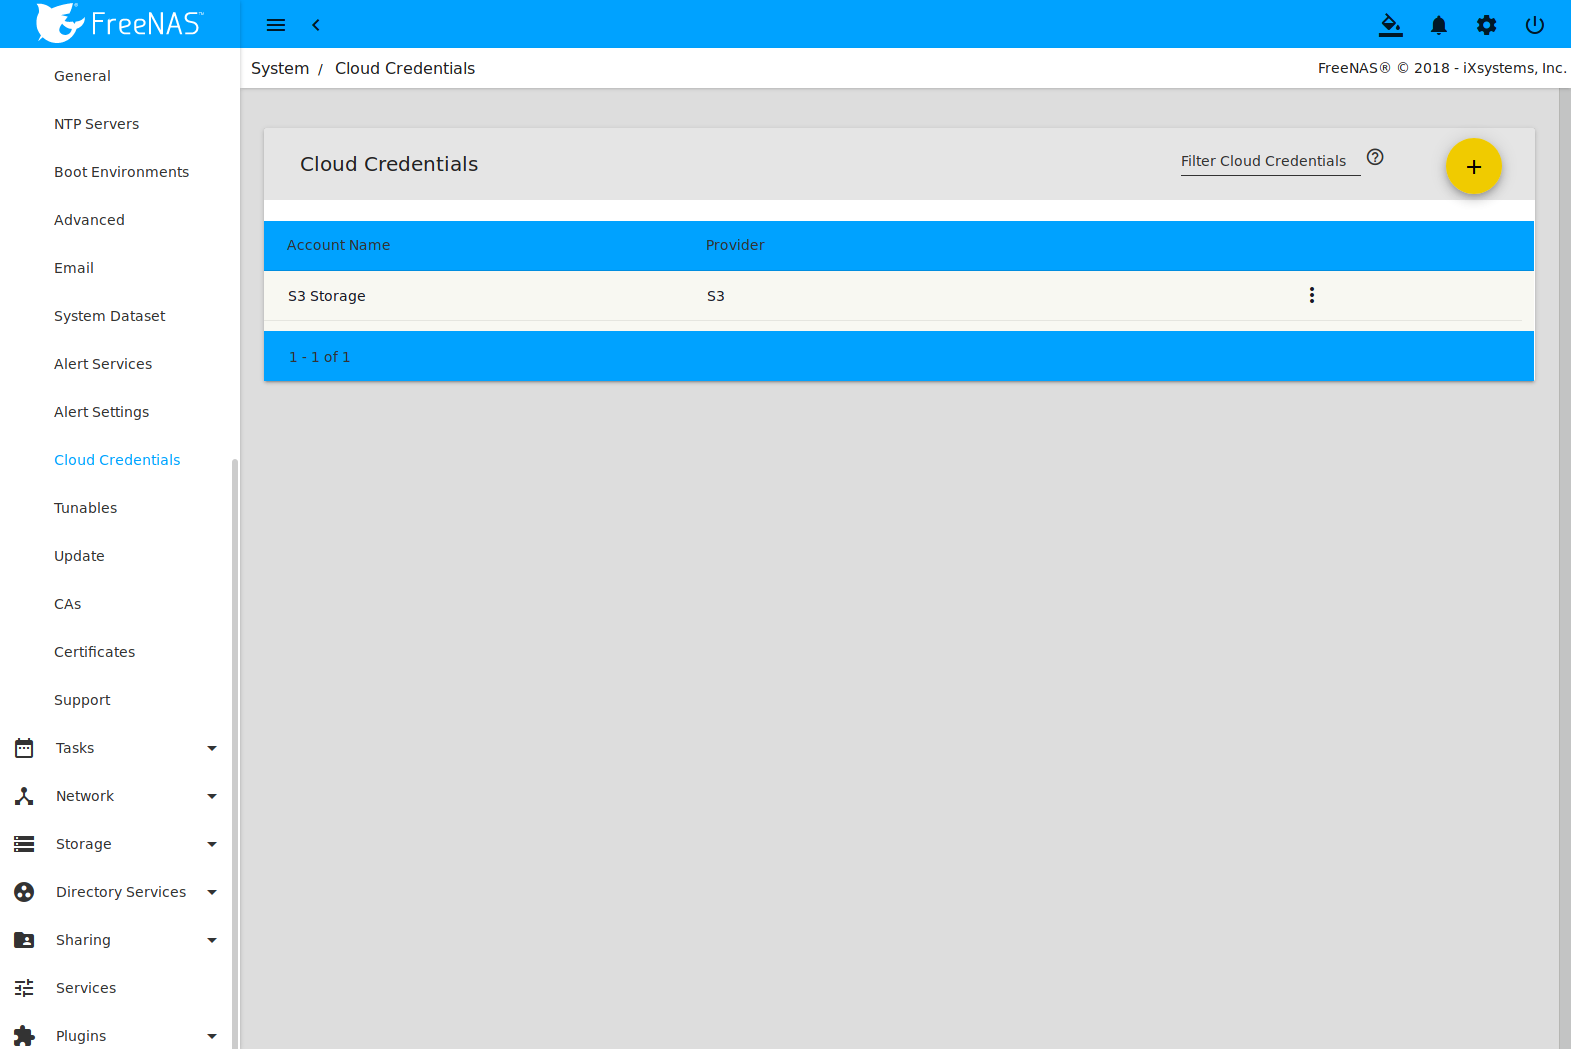 FreeNAS™
System / Cloud Credentials
FreeNAS® © 2018 - iXsystems, Inc.
General
NTP Servers
Boot Environments
Advanced
Email
System Dataset
Alert Services
Alert Settings
Cloud Credentials
Tunables
Update
CAs
Certificates
Support
Tasks
Network
Storage
Directory Services
Sharing
Services
Plugins
Cloud Credentials
Filter Cloud Credentials
Account Name Provider
S3 Storage S3
1 - 1 of 1